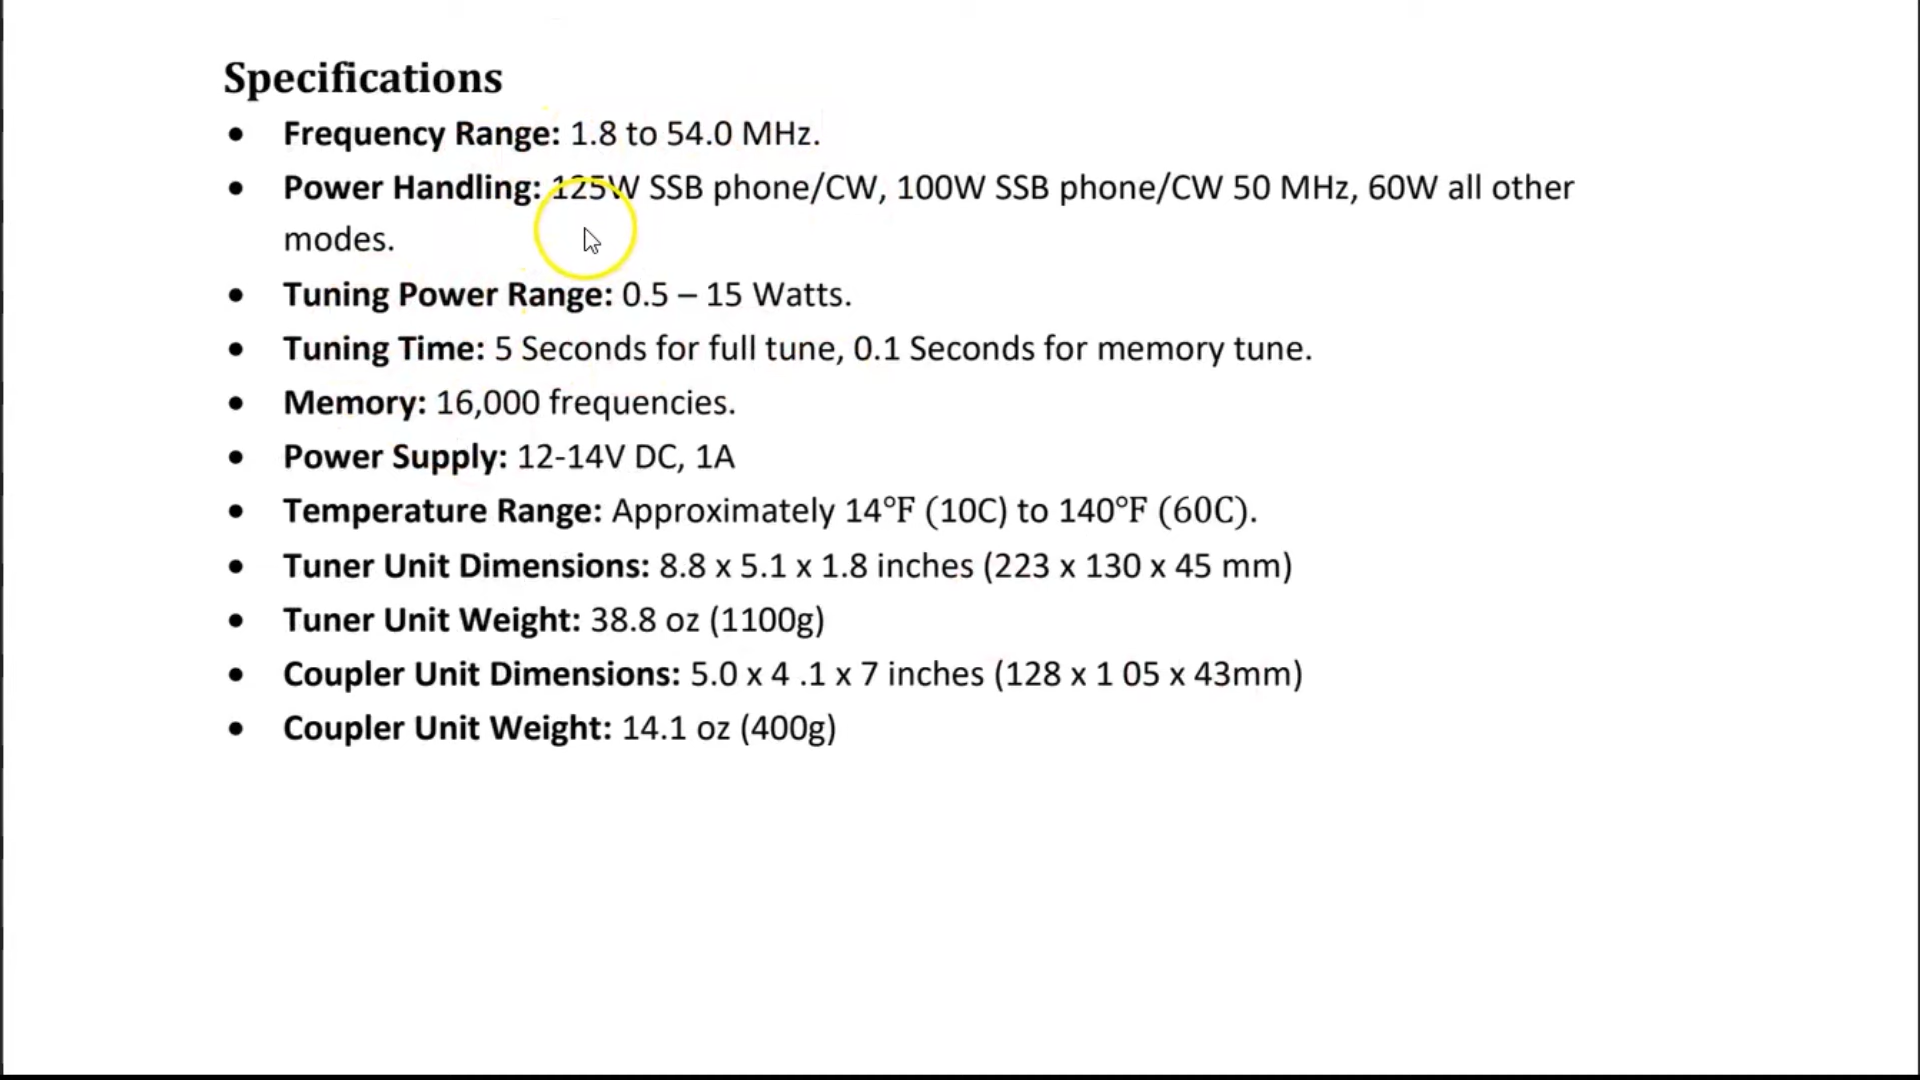 Specifications
• Frequency Range: 1.8 to 54.0 MHz.
• Power Handling: 125W SSB phone/CW, 100W SSB phone/CW 50 MHz, 60W all other
modes.
• Tuning Power Range: 0.5 – 15 Watts.
• Tuning Time: 5 Seconds for full tune, 0.1 Seconds for memory tune.
• Memory: 16,000 frequencies.
• Power Supply: 12-14V DC, 1A
• Temperature Range: Approximately 14°F (10C) to 140°F (60C).
• Tuner Unit Dimensions: 8.8 x 5.1 x 1.8 inches (223 x 130 x 45 mm)
• Tuner Unit Weight: 38.8 oz (1100g)
• Coupler Unit Dimensions: 5.0 x 4 .1 x 7 inches (128 x 1 05 x 43mm)
• Coupler Unit Weight: 14.1 oz (400g)